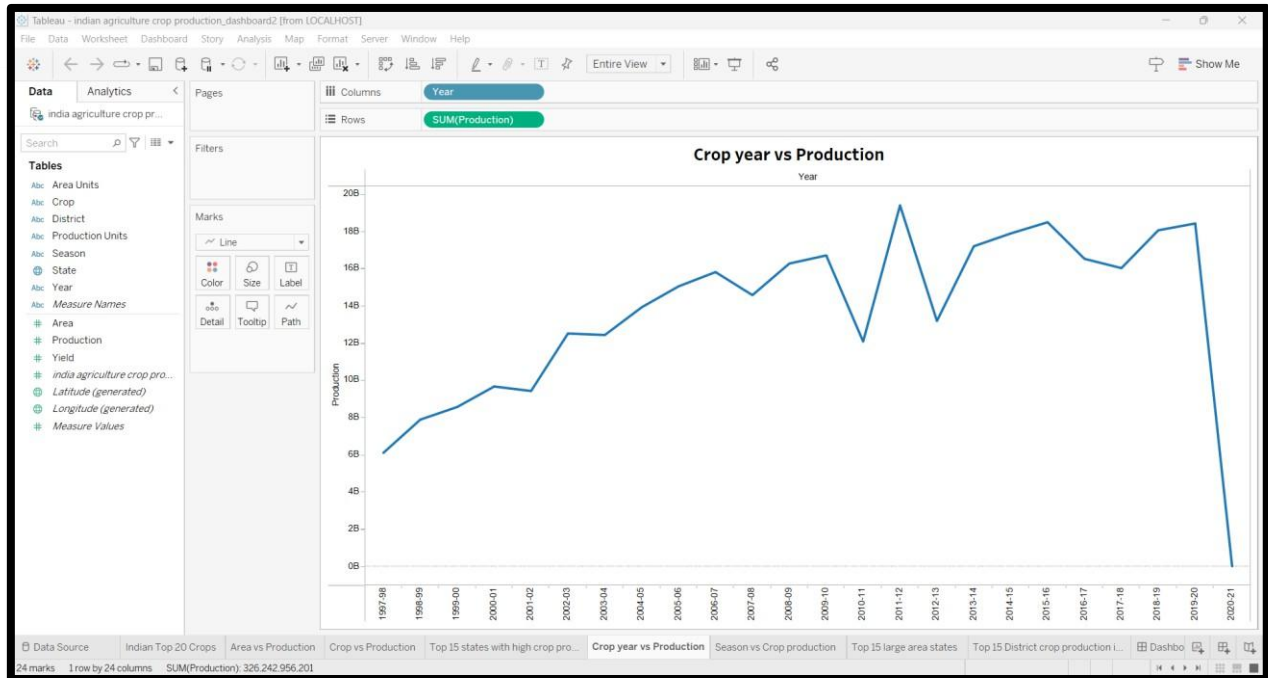 Tableau - indian agriculture crop production_dashboard2 [from LOCALHOST]
File Data Worksheet Dashboard Story Analysis Map Format Server Window Help
Entire View
Show Me
Data Analytics
india agriculture crop pr...
Search
Tables
Abc Area Units
Abc Crop
Abc District
Abc Production Units
Abc Season
State
Abc Year
Abc Measure Names
# Area
# Production
# Yield
# india agriculture crop pro...
Latitude (generated)
Longitude (generated)
# Measure Values
Pages
Filters
Marks
Line
Color Size Label
Detail Tooltip Path
Columns Year
Rows SUM(Production)
Crop year vs Production
Year
Production
20B
18B
16B
14B
12B
10B
8B
6B
4B
2B
0B
1997-98
1998-99
1999-00
2000-01
2001-02
2002-03
2003-04
2004-05
2005-06
2006-07
2007-08
2008-09
2009-10
2010-11
2011-12
2012-13
2013-14
2014-15
2015-16
2016-17
2017-18
2018-19
2019-20
2020-21
Data Source Indian Top 20 Crops Area vs Production Crop vs Production Top 15 states with high crop pro... Crop year vs Production Season vs Crop production Top 15 large area states Top 15 District crop production i... Dashbo
24 marks 1 row by 24 columns SUM(Production): 326,242,956,201